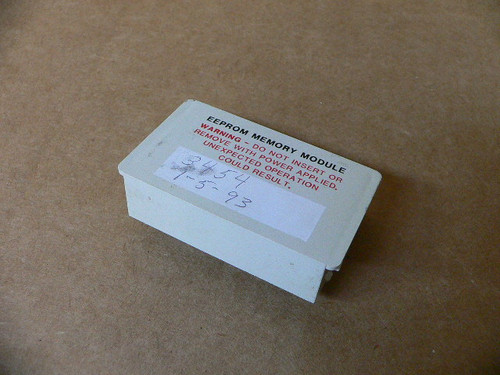 EEPROM MEMORY MODULE
WARNING - DO NOT INSERT OR
REMOVE WITH POWER APPLIED.
UNEXPECTED OPERATION
COULD RESULT.
3454
1-5-93